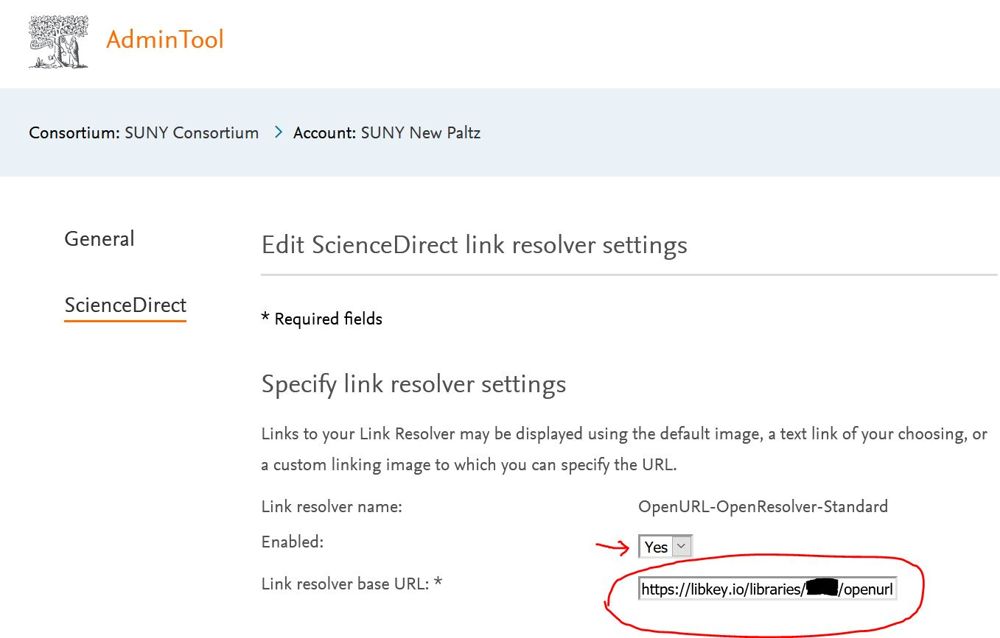 AdminTool
Consortium: SUNY Consortium > Account: SUNY New Paltz
General
ScienceDirect
Edit ScienceDirect link resolver settings
* Required fields
Specify link resolver settings
Links to your Link Resolver may be displayed using the default image, a text link of your choosing, or
a custom linking image to which you can specify the URL.
Link resolver name: OpenURL-OpenResolver-Standard
Enabled: Yes
Link resolver base URL: * https://libkey.io/libraries/ /openurl